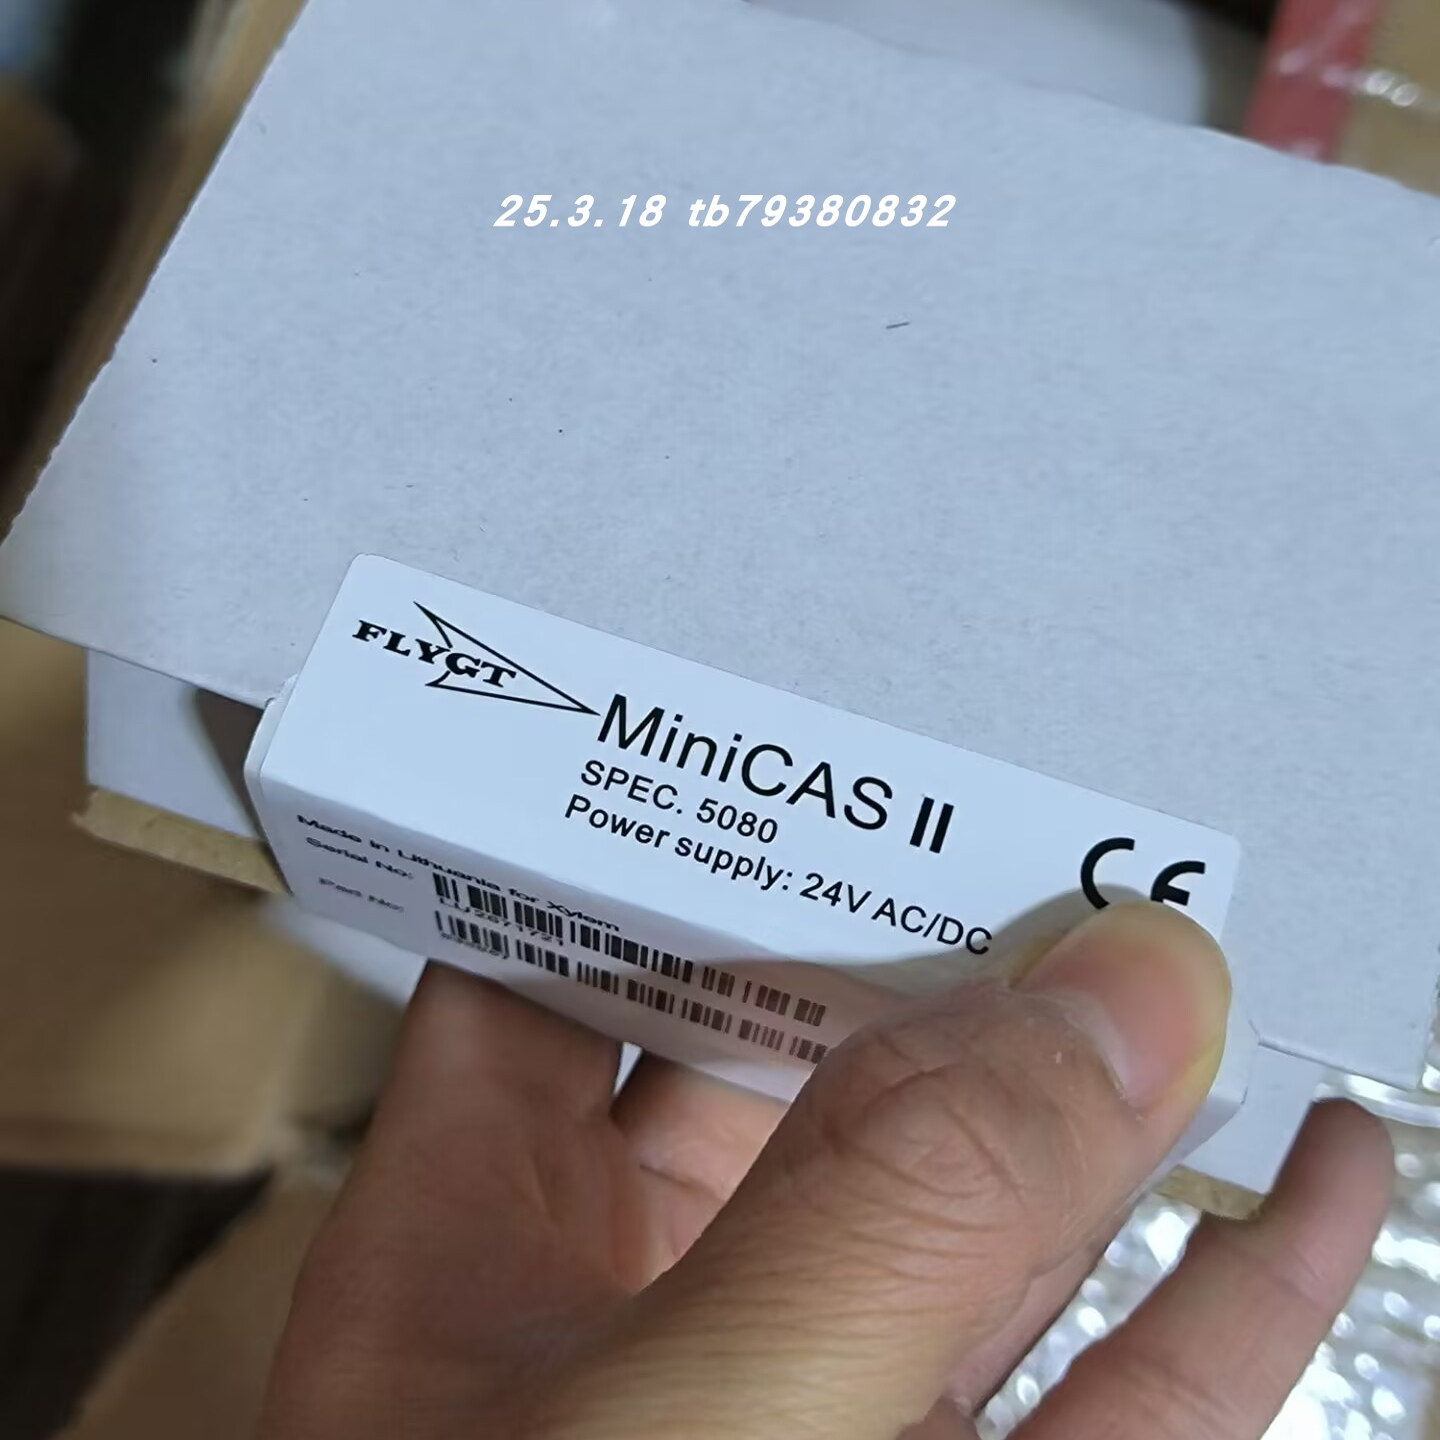 25.3.18 tb79380832
FLYGT
MiniCAS II
SPEC. 5080
Power supply: 24V AC/DC
CE
Made in Lithuania for Xylem
Serial No:
LU2671721
Part No: